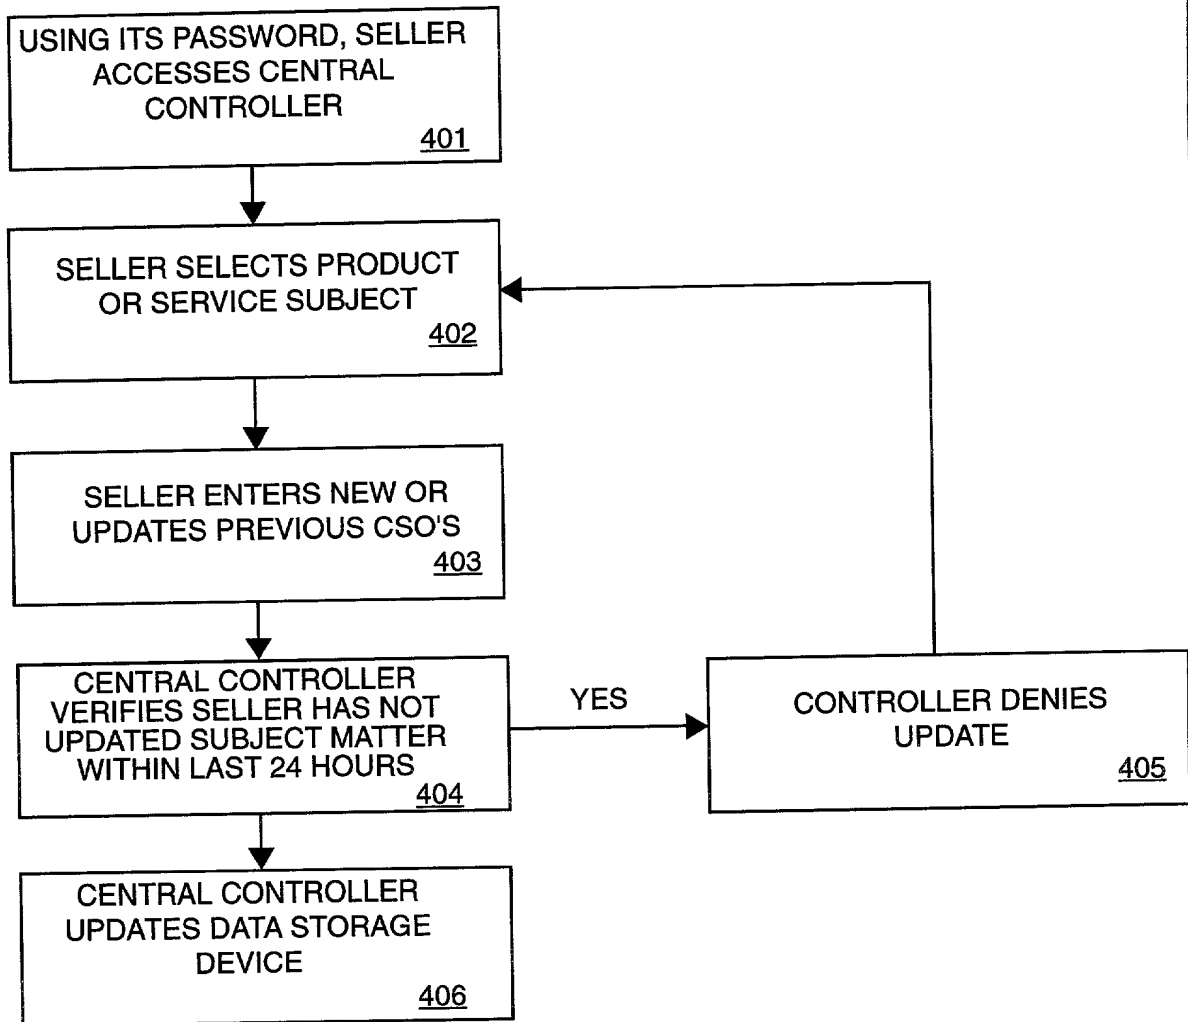 USING ITS PASSWORD, SELLER
ACCESSES CENTRAL
CONTROLLER
401
SELLER SELECTS PRODUCT
OR SERVICE SUBJECT
402
SELLER ENTERS NEW OR
UPDATES PREVIOUS CSO'S
403
CENTRAL CONTROLLER
VERIFIES SELLER HAS NOT
UPDATED SUBJECT MATTER
WITHIN LAST 24 HOURS
404
YES
CONTROLLER DENIES
UPDATE
405
CENTRAL CONTROLLER
UPDATES DATA STORAGE
DEVICE
406